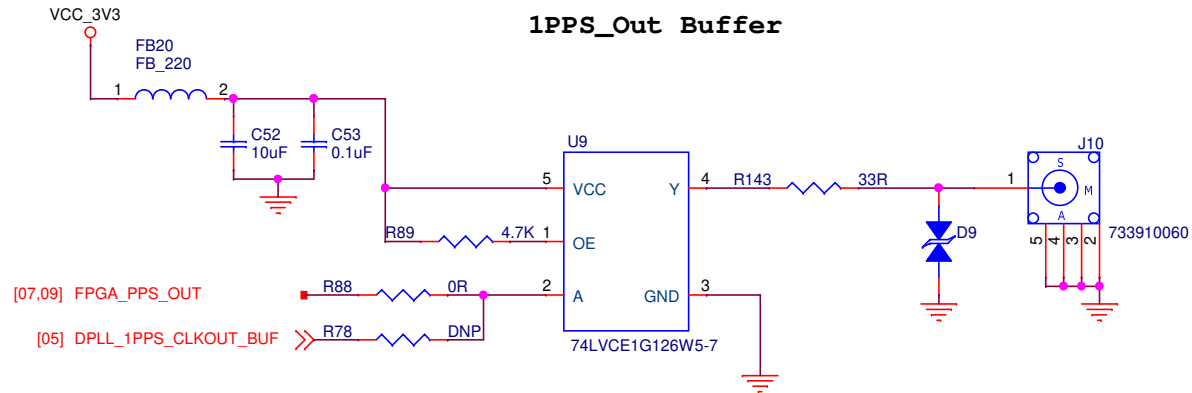 1PPS_Out Buffer
VCC_3V3
FB20
FB_220
1 2
C52
10uF
C53
0.1uF
U9
5 VCC Y 4
R143 33R
J10
S
M
A
1
5 4 3 2
733910060
D9
R89 4.7K 1 OE
[07,09] FPGA_PPS_OUT R88 0R 2 A
GND 3
[05] DPLL_1PPS_CLKOUT_BUF R78 DNP
74LVCE1G126W5-7